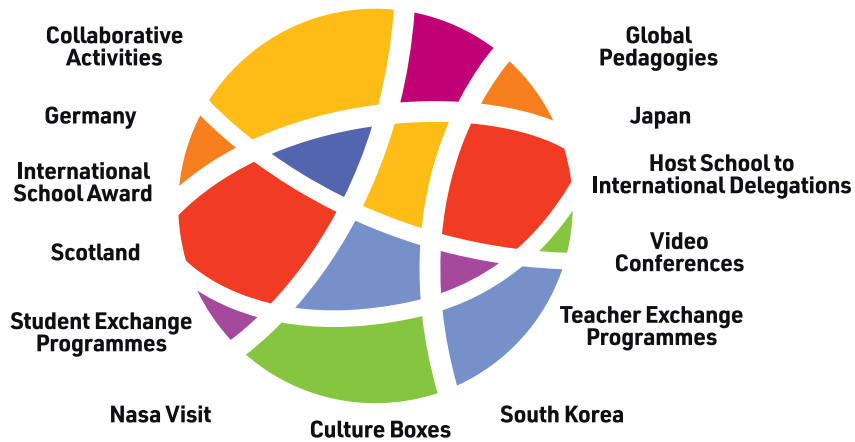 Collaborative
Activities
Global
Pedagogies
Germany
Japan
International
School Award
Host School to
International Delegations
Scotland
Video
Conferences
Student Exchange
Programmes
Teacher Exchange
Programmes
Nasa Visit
Culture Boxes
South Korea